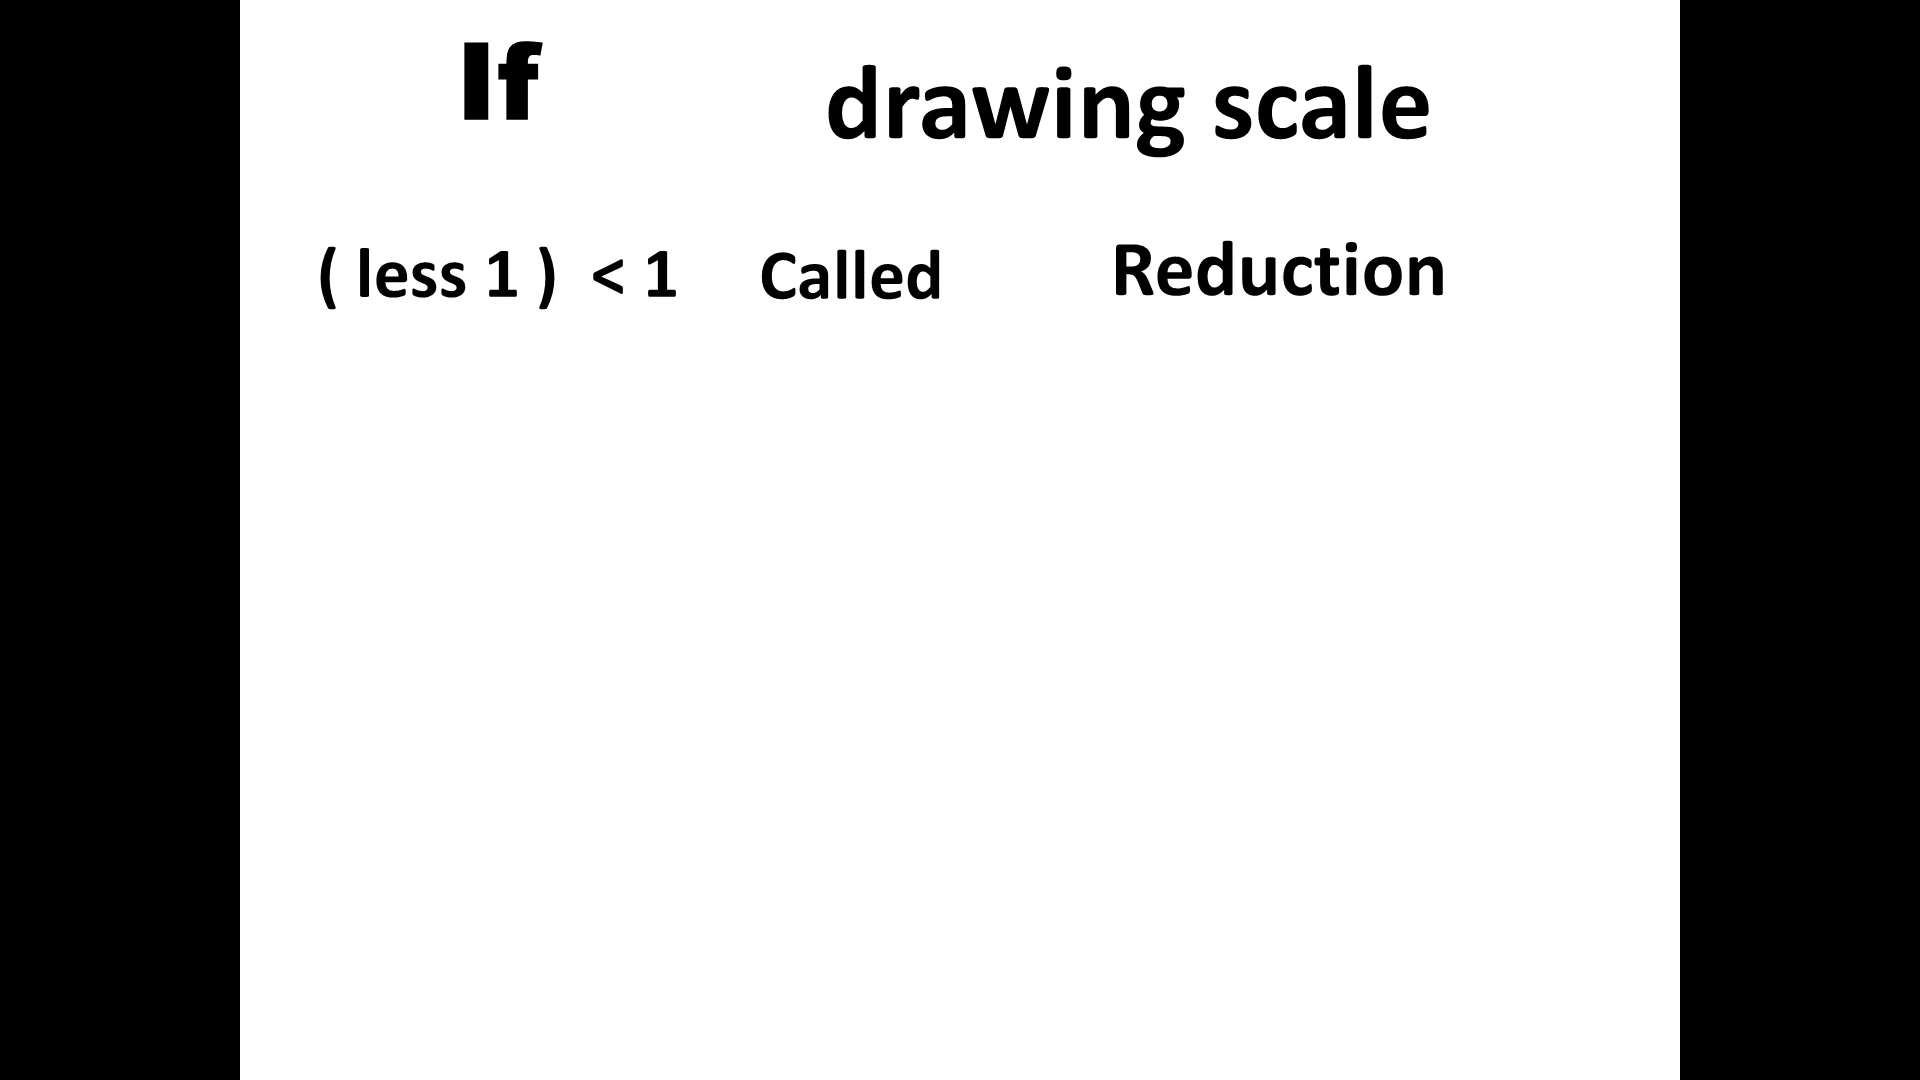 If drawing scale
( less 1 ) < 1 Called Reduction